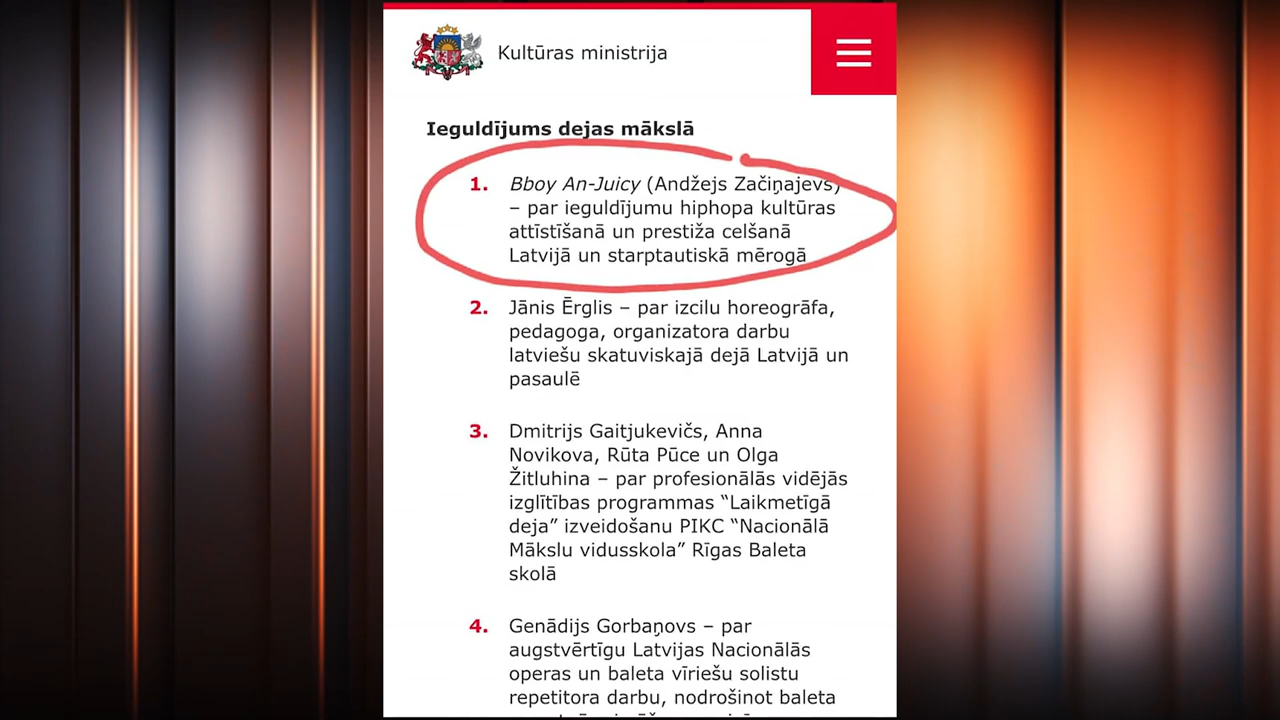 Kultūras ministrija
Ieguldījums dejas mākslā
1. Bboy An-Juicy (Andžejs Začiņajevs)
– par ieguldījumu hiphopa kultūras
attīstīšanā un prestiža celšanā
Latvijā un starptautiskā mērogā
2. Jānis Ērglis – par izcilu horeogrāfa,
pedagoga, organizatora darbu
latviešu skatuviskajā dejā Latvijā un
pasaulē
3. Dmitrijs Gaitjukevičs, Anna
Novikova, Rūta Pūce un Olga
Žitluhina – par profesionālās vidējās
izglītības programmas “Laikmetīgā
deja” izveidošanu PIKC “Nacionālā
Mākslu vidusskola” Rīgas Baleta
skolā
4. Genādijs Gorbaņovs – par
augstvērtīgu Latvijas Nacionālās
operas un baleta vīriešu solistu
repetitora darbu, nodrošinot baleta